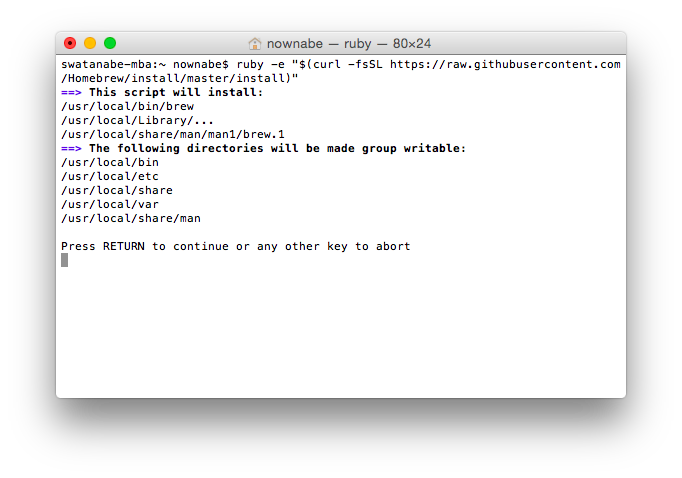 nownabe — ruby — 80×24
swatanabe-mba:~ nownabe$ ruby -e "$(curl -fsSL https://raw.githubusercontent.com
/Homebrew/install/master/install)"
==> This script will install:
/usr/local/bin/brew
/usr/local/Library/...
/usr/local/share/man/man1/brew.1
==> The following directories will be made group writable:
/usr/local/bin
/usr/local/etc
/usr/local/share
/usr/local/var
/usr/local/share/man
Press RETURN to continue or any other key to abort